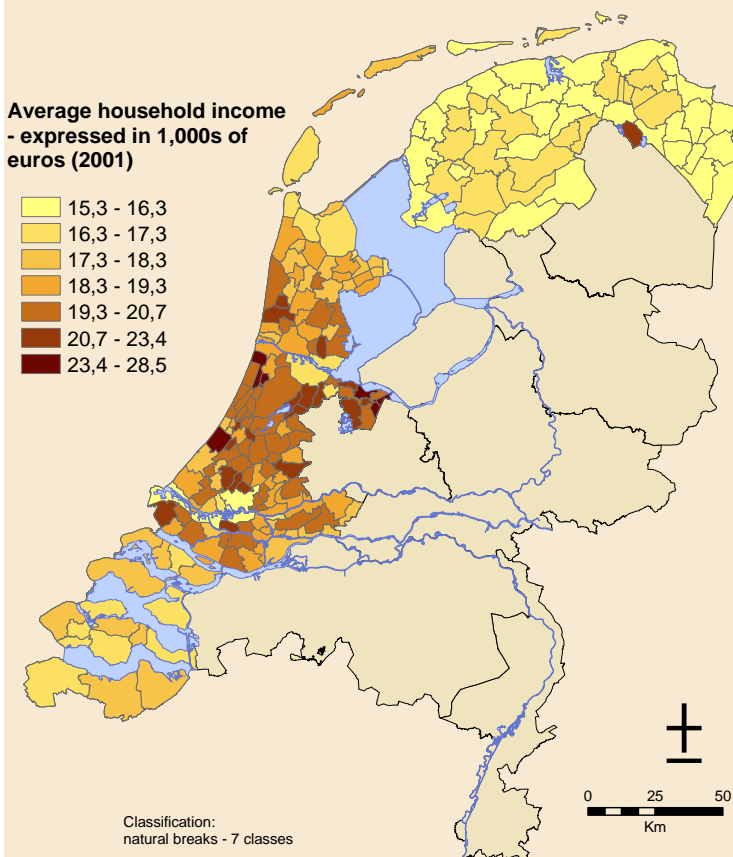 Average household income
- expressed in 1,000s of
euros (2001)
15,3 - 16,3
16,3 - 17,3
17,3 - 18,3
18,3 - 19,3
19,3 - 20,7
20,7 - 23,4
23,4 - 28,5
0 25 50
Km
Classification:
natural breaks - 7 classes